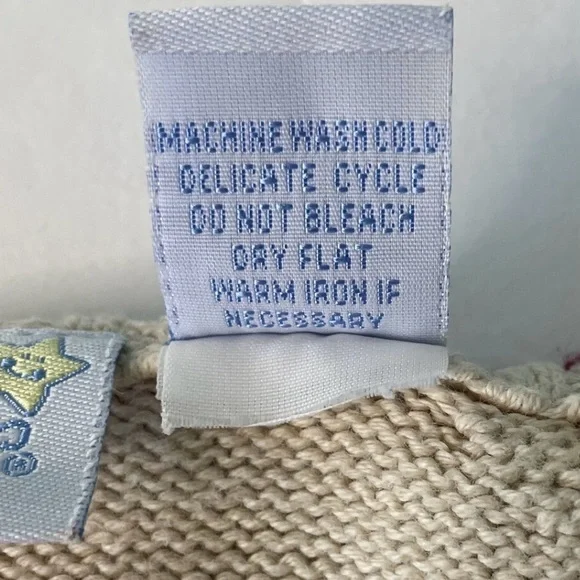 MACHINE WASH COLD
DELICATE CYCLE
DO NOT BLEACH
DRY FLAT
WARM IRON IF
NECESSARY